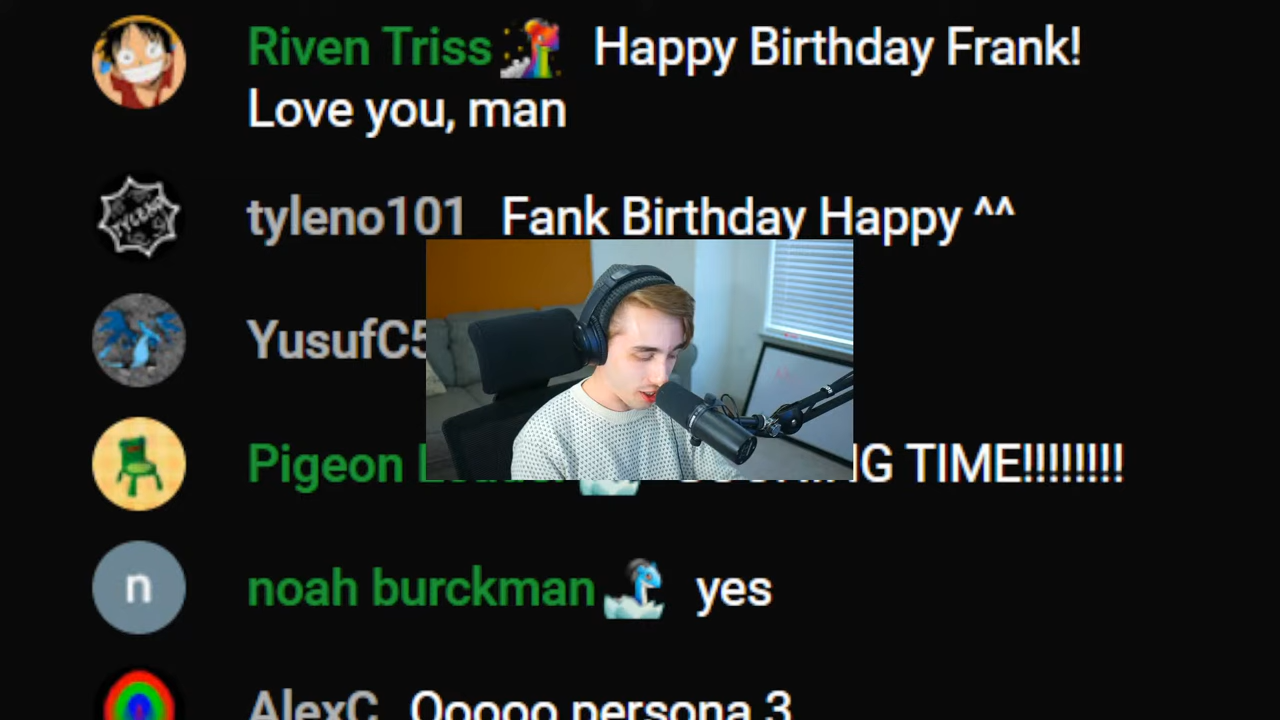 Riven Triss Happy Birthday Frank!
Love you, man
tyleno101 Fank Birthday Happy ^^
YusufC5
Pigeon G TIME!!!!!!!!
n noah burckman yes
AlexC Ooooo persona 3